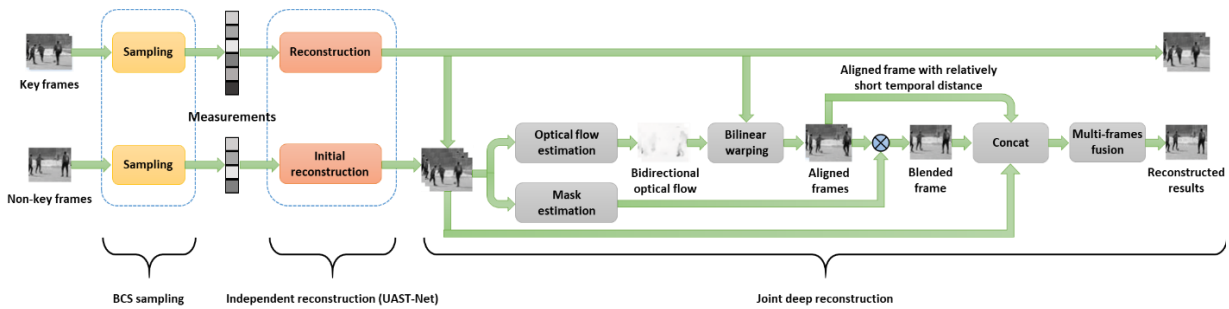 Key frames
Sampling
Measurements
Reconstruction
Aligned frame with relatively
short temporal distance
Non-key frames
Sampling
Initial
reconstruction
Optical flow
estimation
Bidirectional
optical flow
Bilinear
warping
Aligned
frames
Blended
frame
Concat
Multi-frames
fusion
Reconstructed
results
Mask
estimation
BCS sampling
Independent reconstruction (UAST-Net)
Joint deep reconstruction